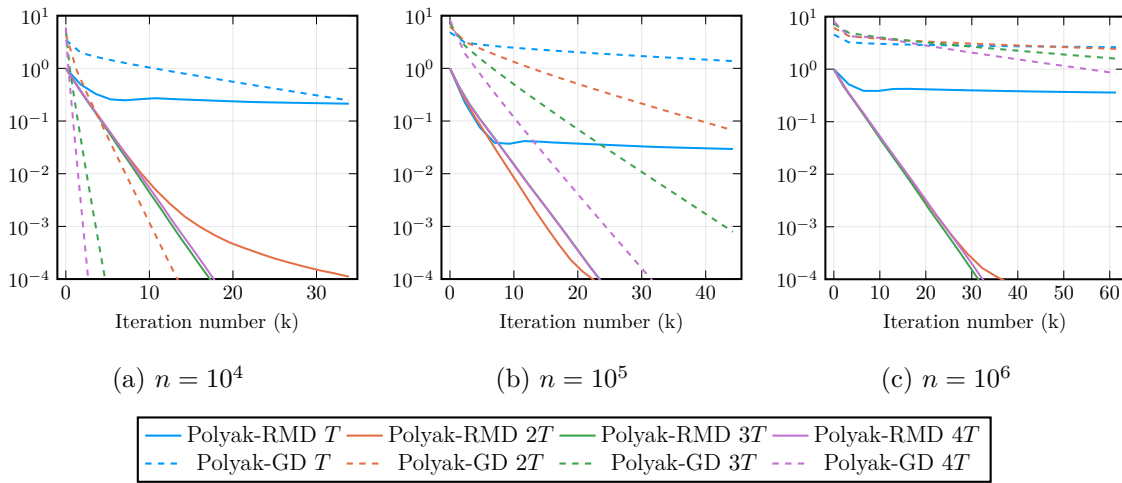 10^1
10^0
10^{-1}
10^{-2}
10^{-3}
10^{-4}
0 10 20 30
Iteration number (k)
(a) n = 10^4
10^1
10^0
10^{-1}
10^{-2}
10^{-3}
10^{-4}
0 10 20 30 40
Iteration number (k)
(b) n = 10^5
10^1
10^0
10^{-1}
10^{-2}
10^{-3}
10^{-4}
0 10 20 30 40 50 60
Iteration number (k)
(c) n = 10^6
Polyak-RMD T Polyak-RMD 2T Polyak-RMD 3T Polyak-RMD 4T
Polyak-GD T Polyak-GD 2T Polyak-GD 3T Polyak-GD 4T